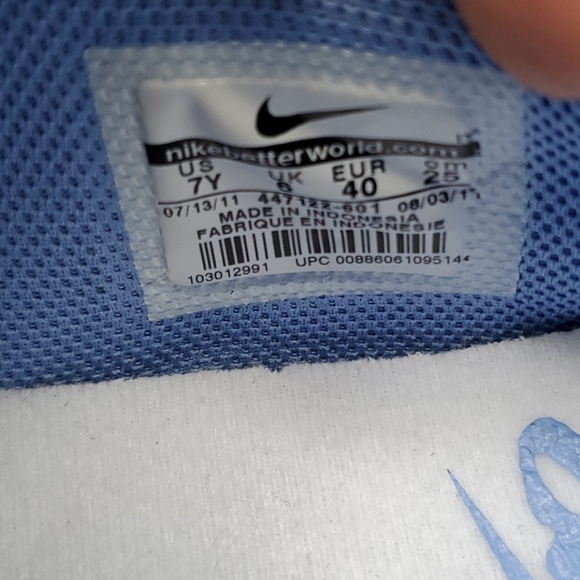 nikebetterworld.com
US UK EUR CM
7Y 6 40 25
07/13/11 447122-601 08/03/11
MADE IN INDONESIA
FABRIQUE EN INDONESIE
103012991 UPC 00886061095144